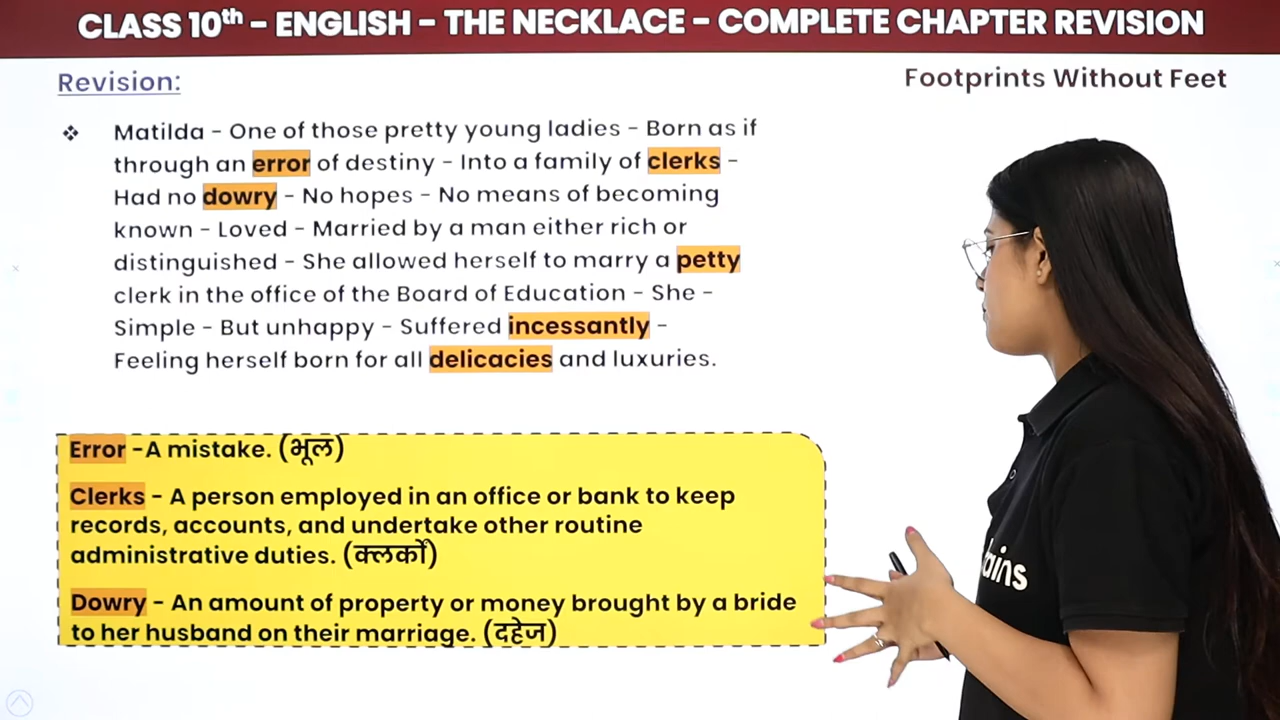 CLASS 10th – ENGLISH – THE NECKLACE – COMPLETE CHAPTER REVISION
Revision:
Footprints Without Feet
❖ Matilda – One of those pretty young ladies – Born as if
through an error of destiny – Into a family of clerks –
Had no dowry – No hopes – No means of becoming
known – Loved – Married by a man either rich or
distinguished – She allowed herself to marry a petty
clerk in the office of the Board of Education – She –
Simple – But unhappy – Suffered incessantly –
Feeling herself born for all delicacies and luxuries.
Error –A mistake. (भूल)
Clerks – A person employed in an office or bank to keep
records, accounts, and undertake other routine
administrative duties. (क्लर्कों)
Dowry – An amount of property or money brought by a bride
to her husband on their marriage. (दहेज)
ains